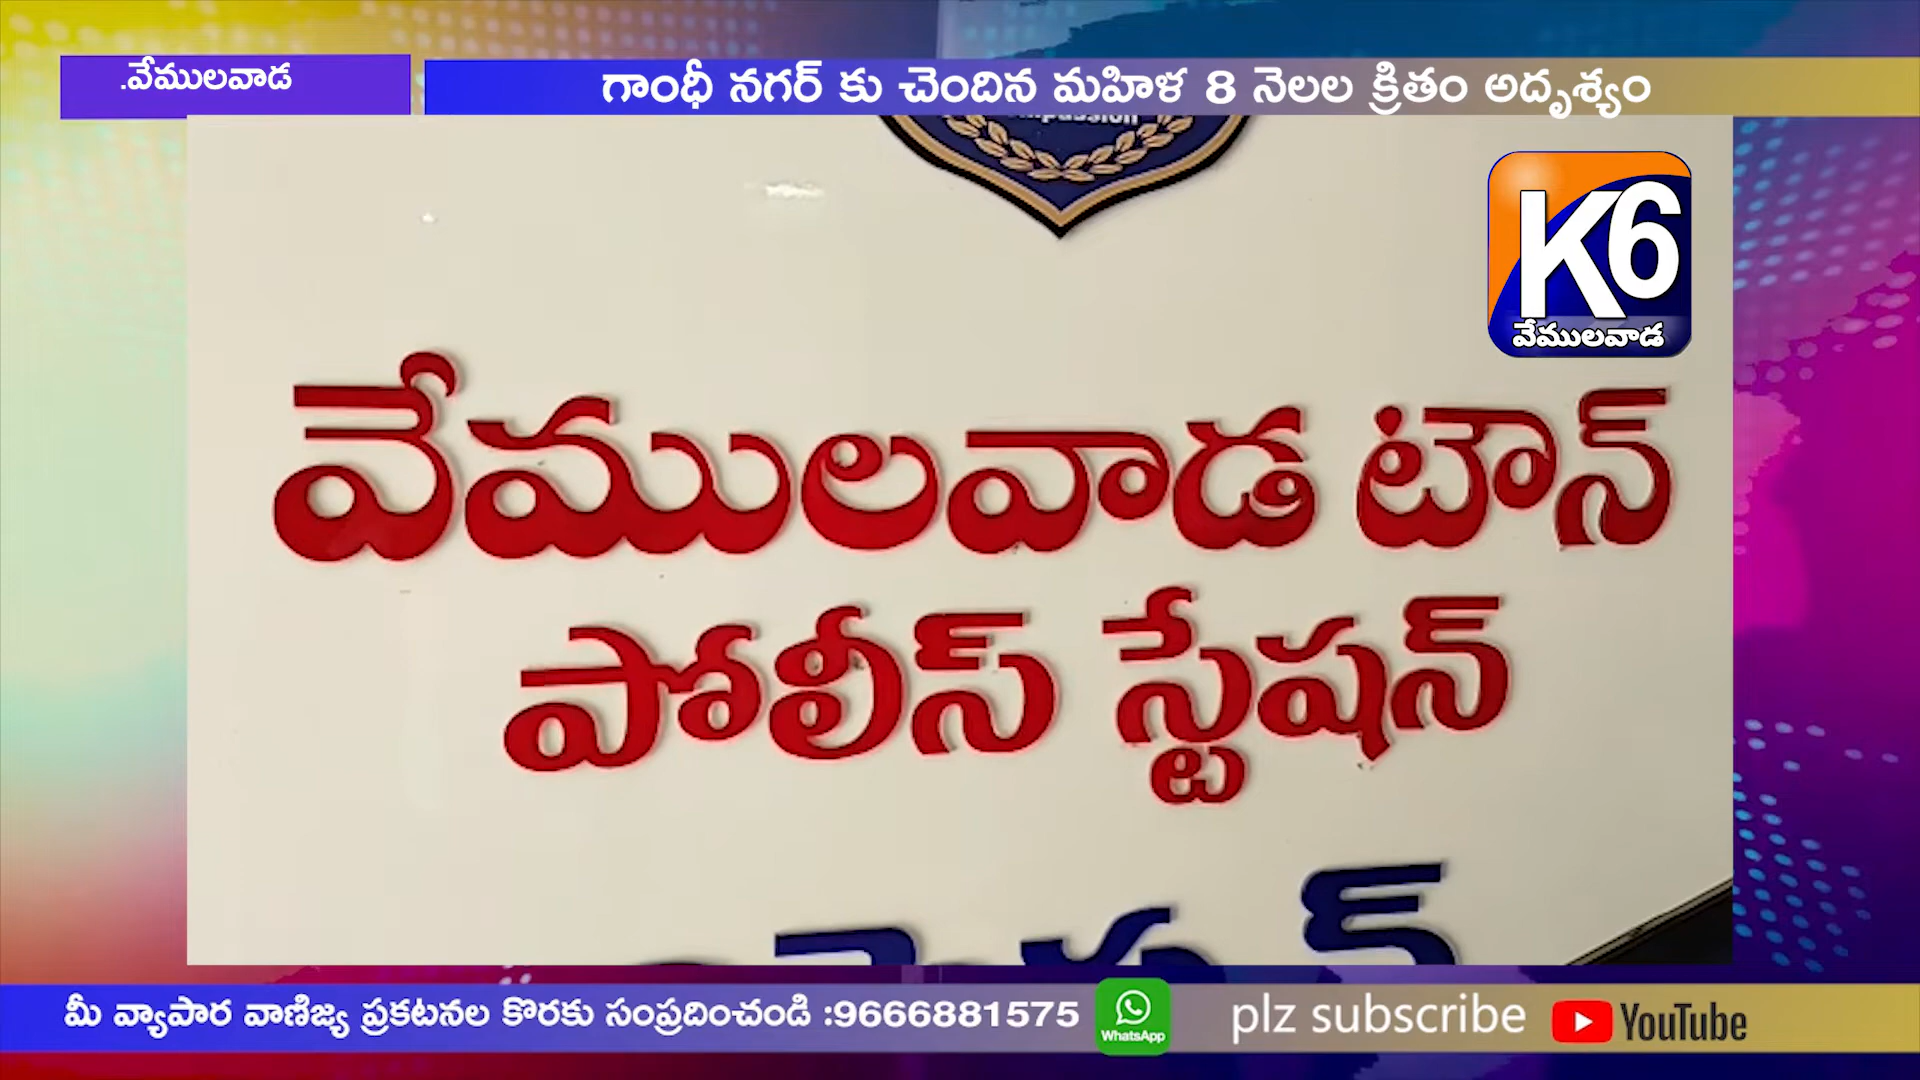 .వేములవాడ
గాంధీ నగర్ కు చెందిన మహిళ 8 నెలల క్రితం అదృశ్యం
K6
వేములవాడ
వేములవాడ టౌన్
పోలీస్ స్టేషన్
మీ వ్యాపార వాణిజ్య ప్రకటనల కొరకు సంప్రదించండి :9666881575
WhatsApp
plz subscribe
YouTube